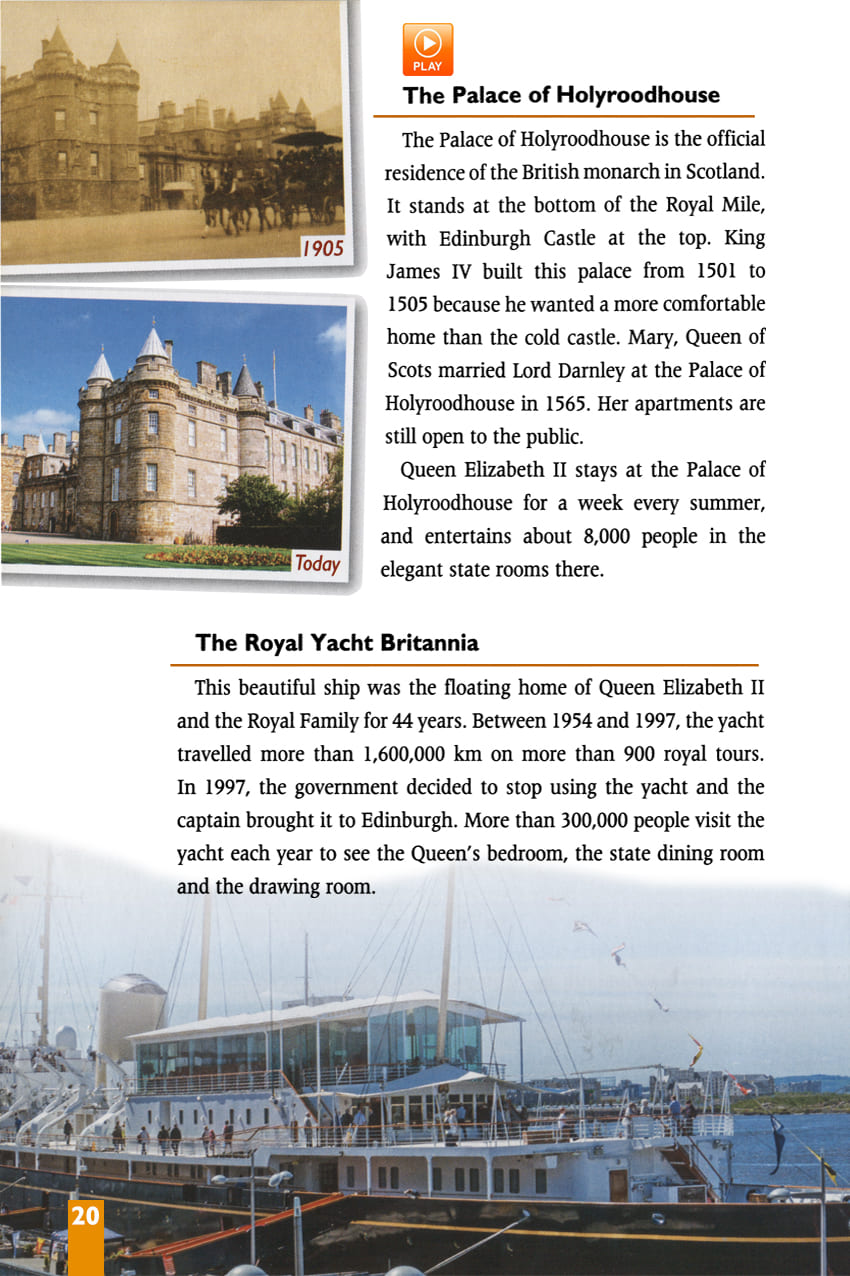 PLAY
The Palace of Holyroodhouse
The Palace of Holyroodhouse is the official
residence of the British monarch in Scotland.
It stands at the bottom of the Royal Mile,
with Edinburgh Castle at the top. King
James IV built this palace from 1501 to
1505 because he wanted a more comfortable
home than the cold castle. Mary, Queen of
Scots married Lord Darnley at the Palace of
Holyroodhouse in 1565. Her apartments are
still open to the public.
Queen Elizabeth II stays at the Palace of
Holyroodhouse for a week every summer,
and entertains about 8,000 people in the
elegant state rooms there.
1905
Today
The Royal Yacht Britannia
This beautiful ship was the floating home of Queen Elizabeth II
and the Royal Family for 44 years. Between 1954 and 1997, the yacht
travelled more than 1,600,000 km on more than 900 royal tours.
In 1997, the government decided to stop using the yacht and the
captain brought it to Edinburgh. More than 300,000 people visit the
yacht each year to see the Queen's bedroom, the state dining room
and the drawing room.
20